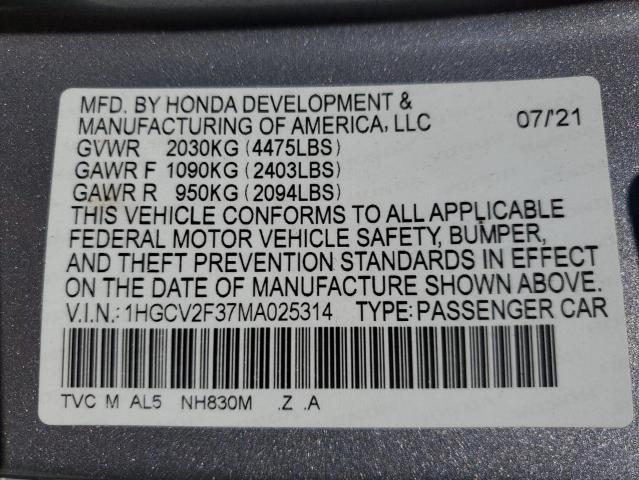 MFD. BY HONDA DEVELOPMENT &
MANUFACTURING OF AMERICA, LLC 07/'21
GVWR 2030KG (4475LBS)
GAWR F 1090KG (2403LBS)
GAWR R 950KG (2094LBS)
THIS VEHICLE CONFORMS TO ALL APPLICABLE
FEDERAL MOTOR VEHICLE SAFETY, BUMPER,
AND THEFT PREVENTION STANDARDS IN EFFECT
ON THE DATE OF MANUFACTURE SHOWN ABOVE.
V.I.N.: 1HGCV2F37MA025314 TYPE: PASSENGER CAR
TVC M AL5 NH830M .Z .A